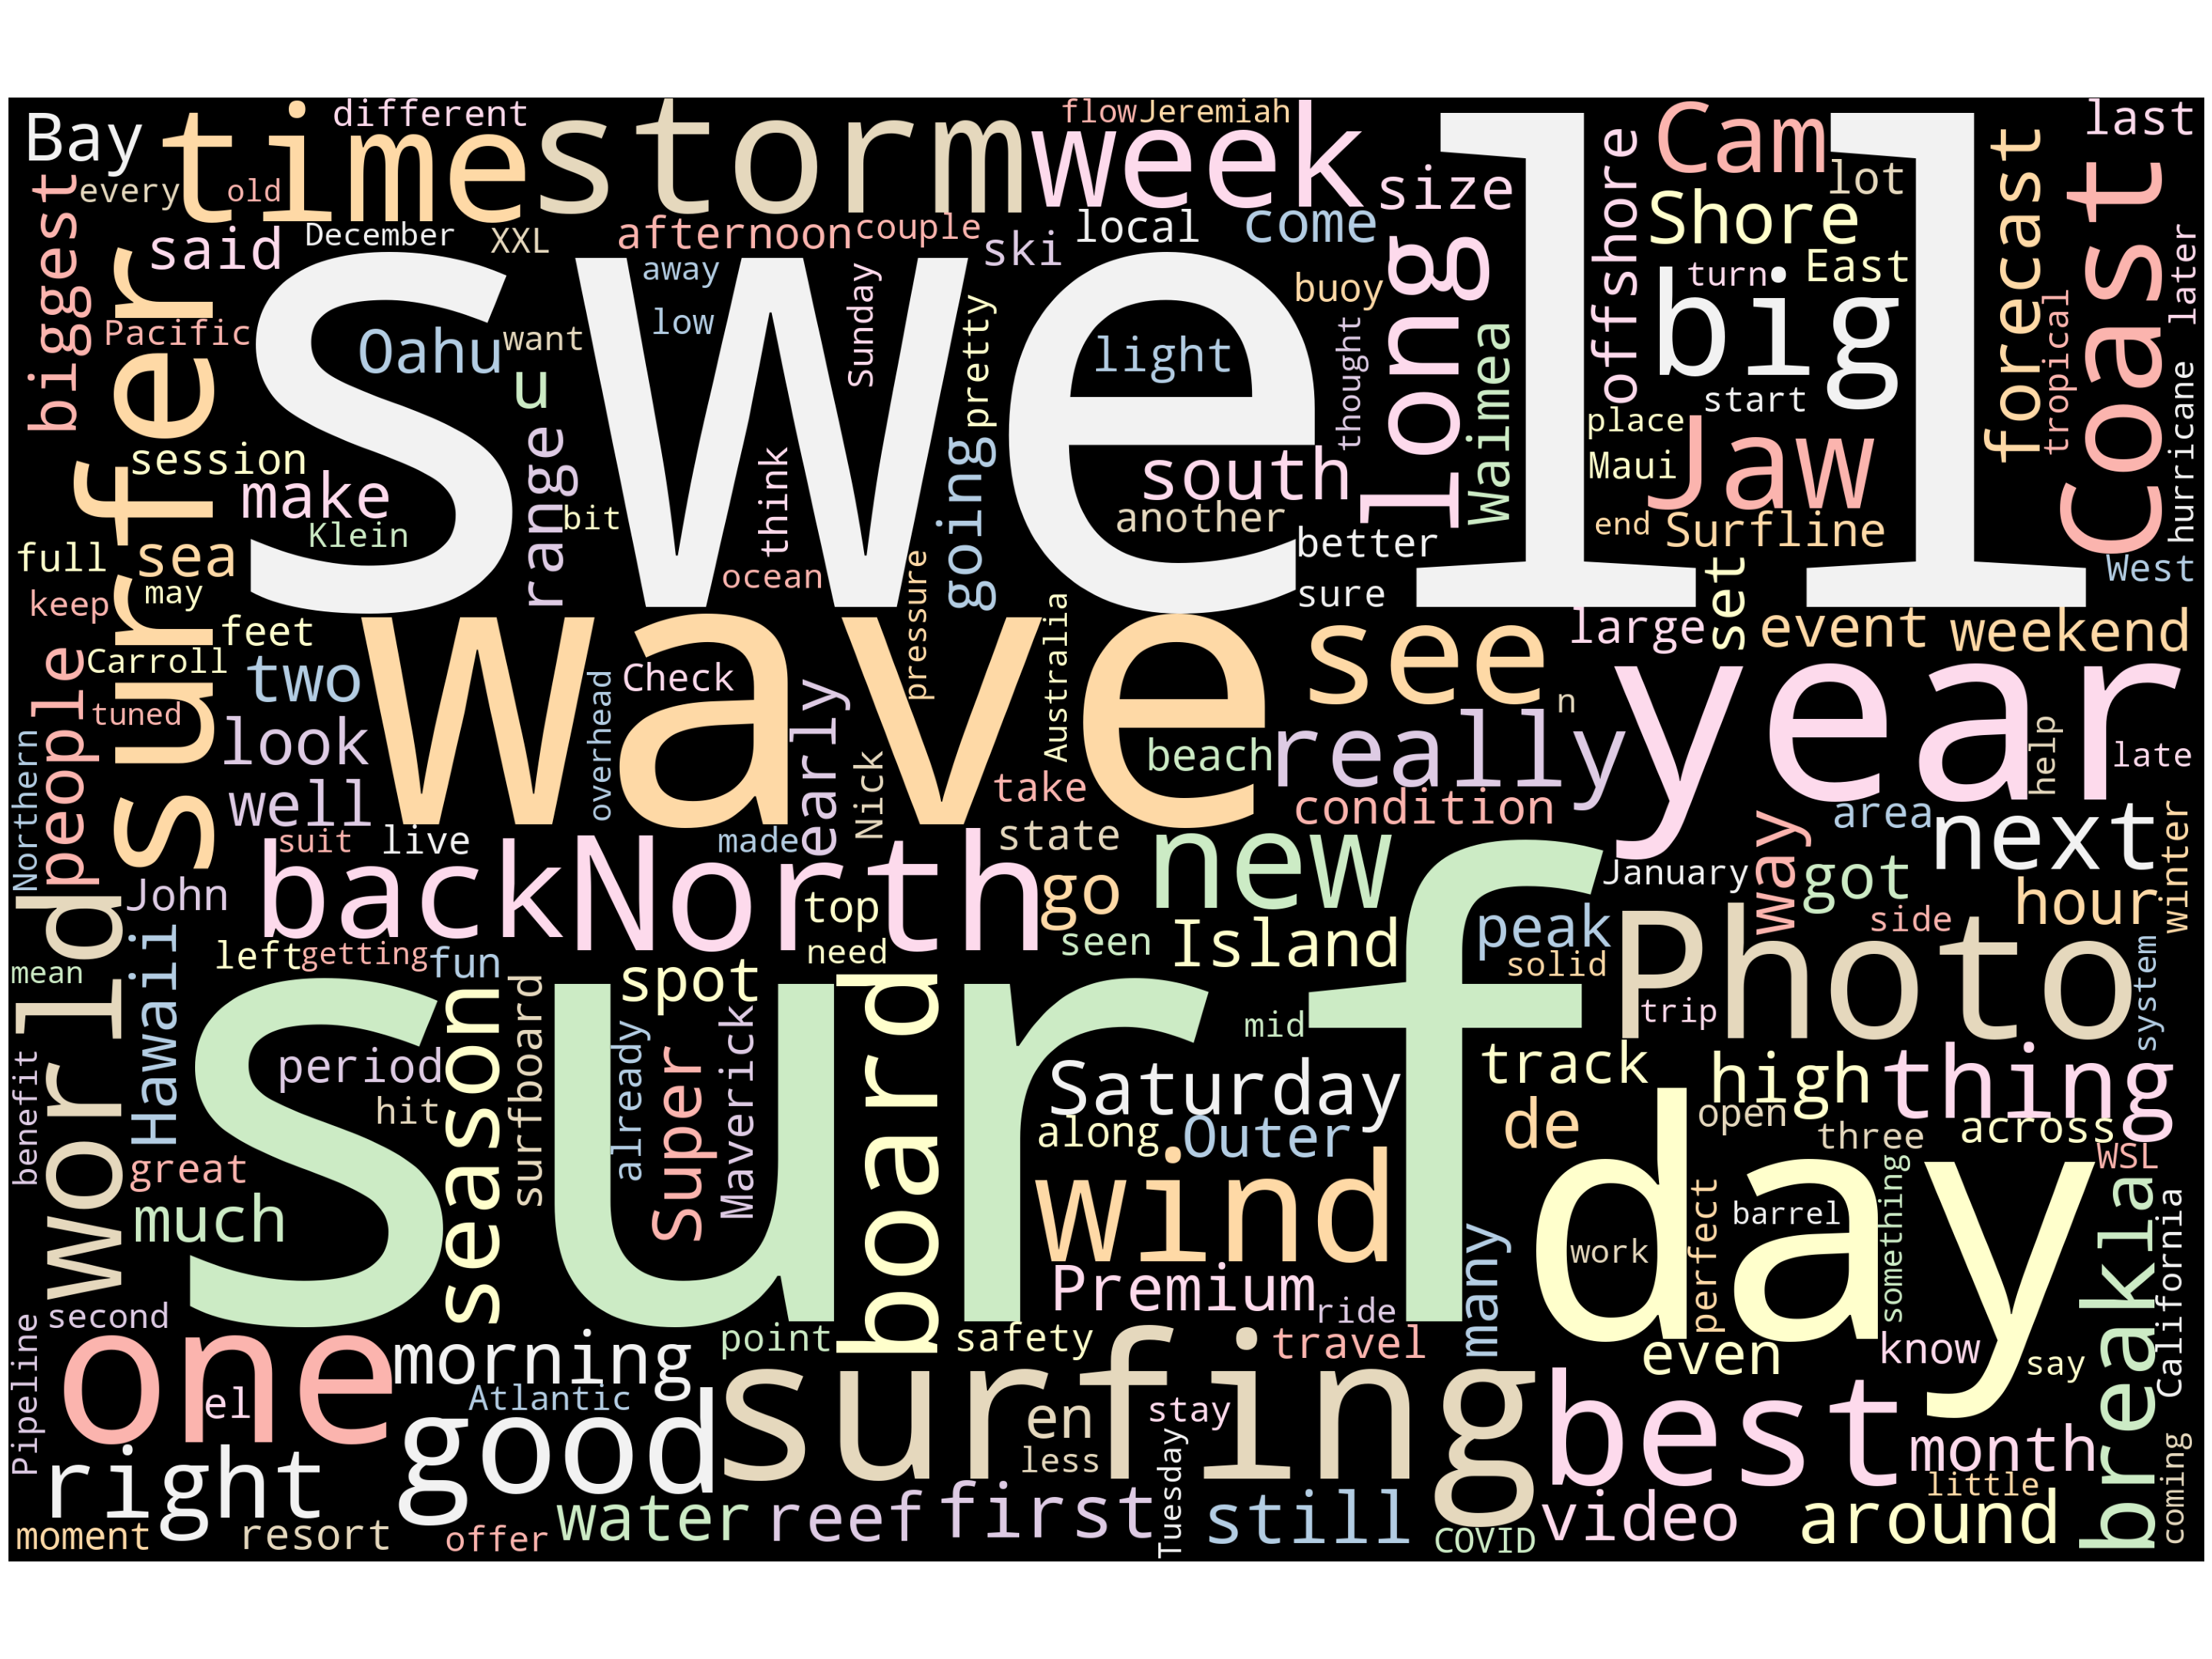 Bay
time
different
storm
week
flow
Jeremiah
Cam
last
every
old
biggest
size
lot
offshore
forecast
Coast
said
December
XXL
afternoon
couple
ski
local
come
Shore
East
turn
later
surfer
swell
away
low
Sunday
pretty
buoy
long
big
tropical
hurricane
Pacific
Oahu
want
u
light
thought
Waimea
start
place
Jaw
Maui
session
make
range
think
going
south
another
Klein
bit
better
end
Surfline
full
sea
ocean
sure
West
keep
may
feet
pressure
Australia
large
set
event
weekend
people
Carroll
two
wave
Check
see
year
tuned
overhead
n
look
early
Nick
beach
really
help
late
Northern
well
take
condition
area
suit
live
made
state
new
way
next
back
North
January
got
winter
John
top
go
side
hour
world
Hawaii
left
getting
fun
need
seen
Island
peak
Photo
mean
spot
solid
surf
season
surfboard
board
mid
trip
system
period
already
Super
Maverick
Saturday
track
high
thing
benefit
hit
along
Outer
de
open
three
across
great
WSL
much
wind
day
something
breakla
California
many
work
perfect
barrel
Premium
ride
second
Pipeline
one
morning
point
safety
travel
even
know
say
el
Atlantic
good
surfing
en
stay
best
right
less
Tuesday
month
little
coming
moment
resort
offer
water
reef
first
still
COVID
video
around